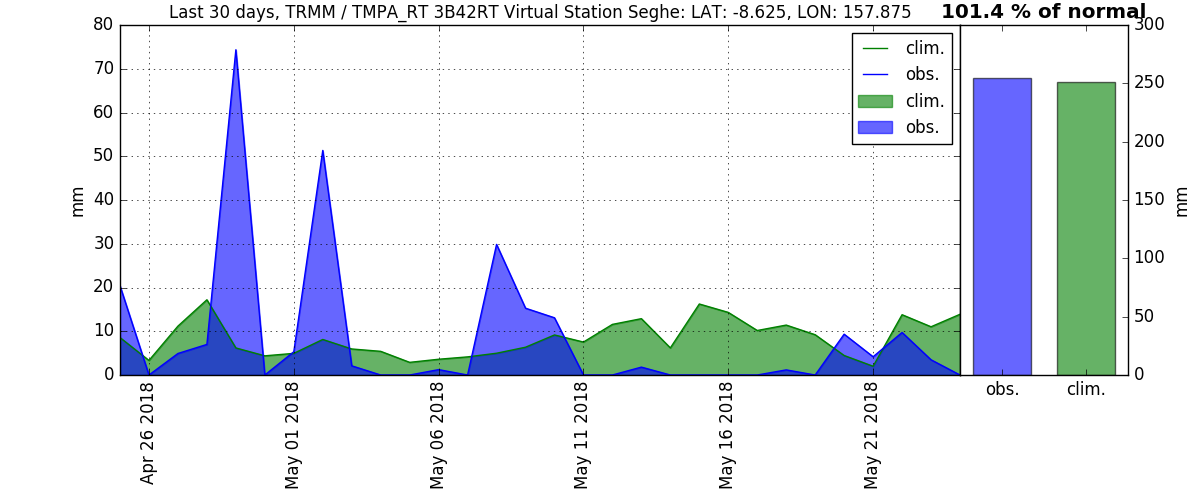 Last 30 days, TRMM / TMPA_RT 3B42RT Virtual Station Seghe: LAT: -8.625, LON: 157.875
101.4 % of normal
80
70
60
50
40
30
20
10
0
mm
clim.
obs.
clim.
obs.
300
250
200
150
100
50
0
mm
obs.
clim.
Apr 26 2018
May 01 2018
May 06 2018
May 11 2018
May 16 2018
May 21 2018